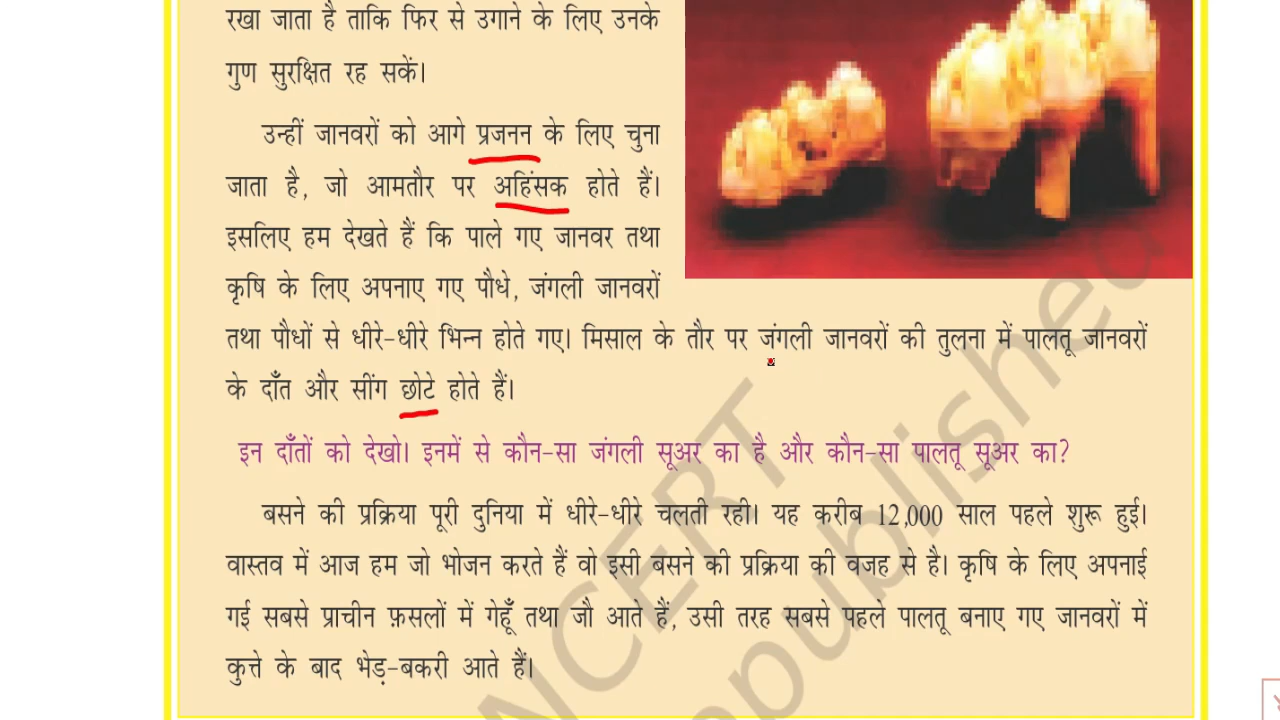 रखा जाता है ताकि फिर से उगाने के लिए उनके
गुण सुरक्षित रह सकें।
उन्हीं जानवरों को आगे प्रजनन के लिए चुना
जाता है, जो आमतौर पर अहिंसक होते हैं।
इसलिए हम देखते हैं कि पाले गए जानवर तथा
कृषि के लिए अपनाए गए पौधे, जंगली जानवरों
तथा पौधों से धीरे-धीरे भिन्न होते गए। मिसाल के तौर पर जंगली जानवरों की तुलना में पालतू जानवरों
के दाँत और सींग छोटे होते हैं।
इन दाँतों को देखो। इनमें से कौन-सा जंगली सूअर का है और कौन-सा पालतू सूअर का?
बसने की प्रक्रिया पूरी दुनिया में धीरे-धीरे चलती रही। यह करीब 12,000 साल पहले शुरू हुई।
वास्तव में आज हम जो भोजन करते हैं वो इसी बसने की प्रक्रिया की वजह से है। कृषि के लिए अपनाई
गई सबसे प्राचीन फ़सलों में गेहूँ तथा जौ आते हैं, उसी तरह सबसे पहले पालतू बनाए गए जानवरों में
कुत्ते के बाद भेड़-बकरी आते हैं।
NCERT
republished